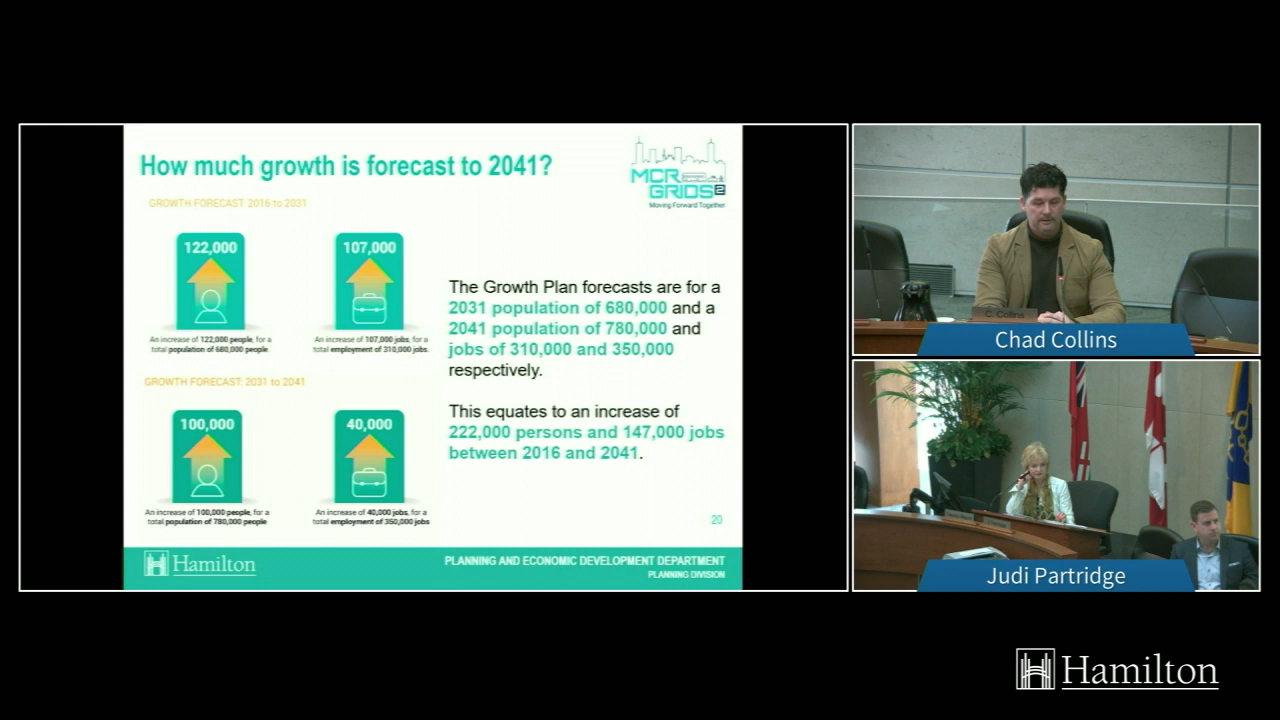 How much growth is forecast to 2041?
MCR
GRIDS2
Moving Forward Together
GROWTH FORECAST: 2016 to 2031
122,000
107,000
An increase of 122,000 people, for a
total population of 680,000 people.
An increase of 107,000 jobs, for a
total employment of 310,000 jobs.
GROWTH FORECAST: 2031 to 2041
100,000
40,000
An increase of 100,000 people, for a
total population of 780,000 people
An increase of 40,000 jobs, for a
total employment of 350,000 jobs
The Growth Plan forecasts are for a
2031 population of 680,000 and a
2041 population of 780,000 and
jobs of 310,000 and 350,000
respectively.
This equates to an increase of
222,000 persons and 147,000 jobs
between 2016 and 2041.
20
Hamilton
PLANNING AND ECONOMIC DEVELOPMENT DEPARTMENT
PLANNING DIVISION
C. Collins
Chad Collins
Judi Partridge
Hamilton